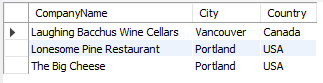 CompanyName City Country
Laughing Bacchus Wine Cellars Vancouver Canada
Lonesome Pine Restaurant Portland USA
The Big Cheese Portland USA